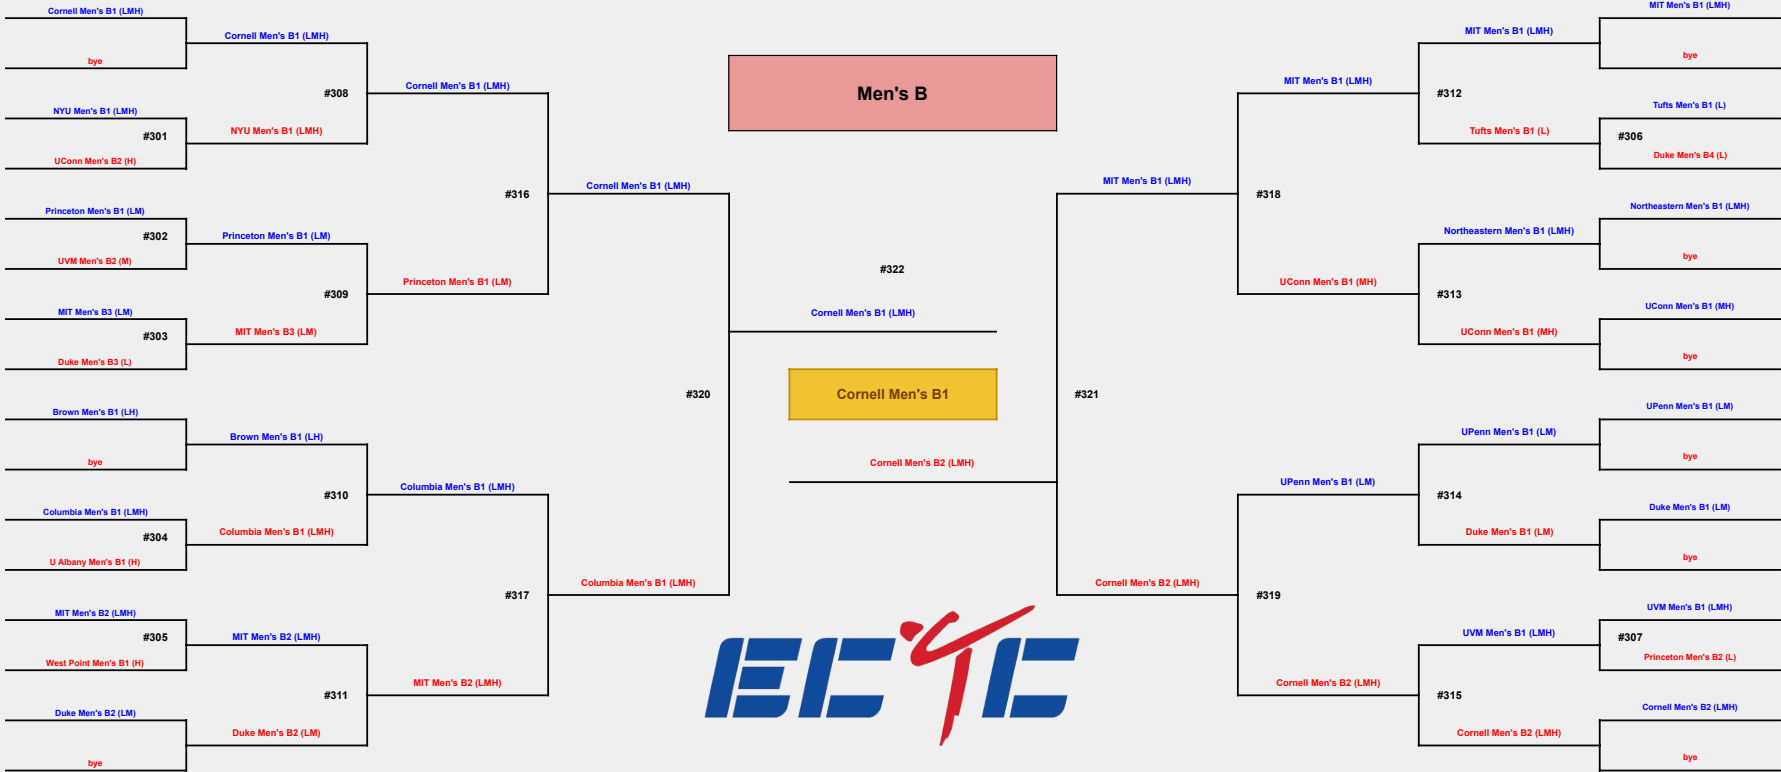 Cornell Men's B1 (LMH)
bye
NYU Men's B1 (LMH)
#301
UConn Men's B2 (H)
Princeton Men's B1 (LM)
#302
UVM Men's B2 (M)
MIT Men's B3 (LM)
#303
Duke Men's B3 (L)
Brown Men's B1 (LH)
bye
Columbia Men's B1 (LMH)
#304
U Albany Men's B1 (H)
MIT Men's B2 (LMH)
#305
West Point Men's B1 (H)
Duke Men's B2 (LM)
bye
Cornell Men's B1 (LMH)
#308
NYU Men's B1 (LMH)
Princeton Men's B1 (LM)
#309
MIT Men's B3 (LM)
Brown Men's B1 (LH)
#310
Columbia Men's B1 (LMH)
MIT Men's B2 (LMH)
#311
Duke Men's B2 (LM)
Cornell Men's B1 (LMH)
#316
Princeton Men's B1 (LM)
Columbia Men's B1 (LMH)
#317
MIT Men's B2 (LMH)
Cornell Men's B1 (LMH)
#320
Columbia Men's B1 (LMH)
Men's B
#322
Cornell Men's B1 (LMH)
Cornell Men's B1
Cornell Men's B2 (LMH)
ECTC
MIT Men's B1 (LMH)
#321
Cornell Men's B2 (LMH)
MIT Men's B1 (LMH)
#318
UConn Men's B1 (MH)
UPenn Men's B1 (LM)
#319
Cornell Men's B2 (LMH)
MIT Men's B1 (LMH)
#312
Tufts Men's B1 (L)
Northeastern Men's B1 (LMH)
#313
UConn Men's B1 (MH)
UPenn Men's B1 (LM)
#314
Duke Men's B1 (LM)
UVM Men's B1 (LMH)
#315
Cornell Men's B2 (LMH)
MIT Men's B1 (LMH)
bye
Tufts Men's B1 (L)
#306
Duke Men's B4 (L)
Northeastern Men's B1 (LMH)
bye
UConn Men's B1 (MH)
bye
UPenn Men's B1 (LM)
bye
Duke Men's B1 (LM)
bye
UVM Men's B1 (LMH)
#307
Princeton Men's B2 (L)
Cornell Men's B2 (LMH)
bye